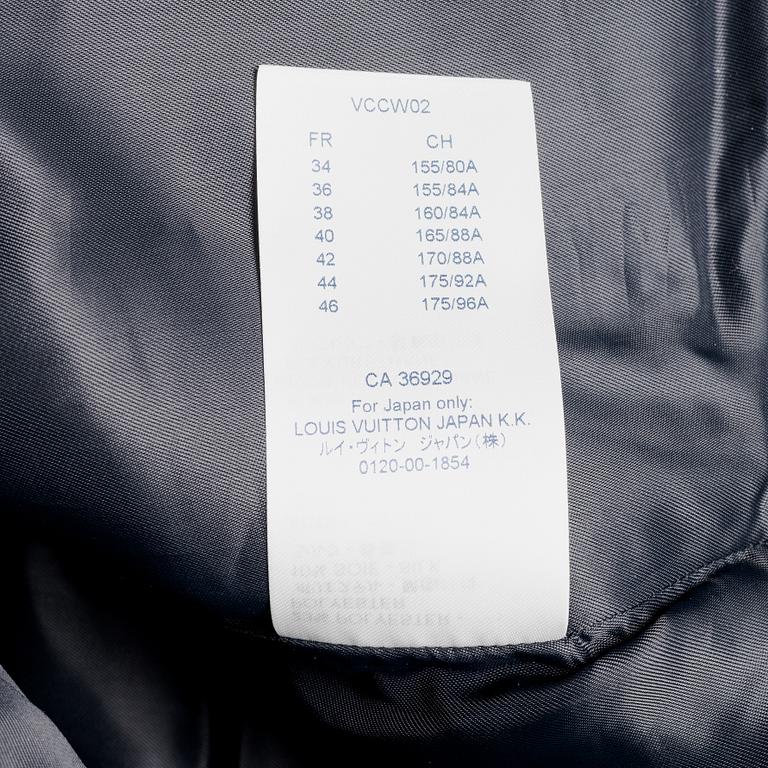 VCCW02
FR CH
34 155/80A
36 155/84A
38 160/84A
40 165/88A
42 170/88A
44 175/92A
46 175/96A
CA 36929
For Japan only:
LOUIS VUITTON JAPAN K.K.
ルイ・ヴィトン ジャパン(株)
0120-00-1854